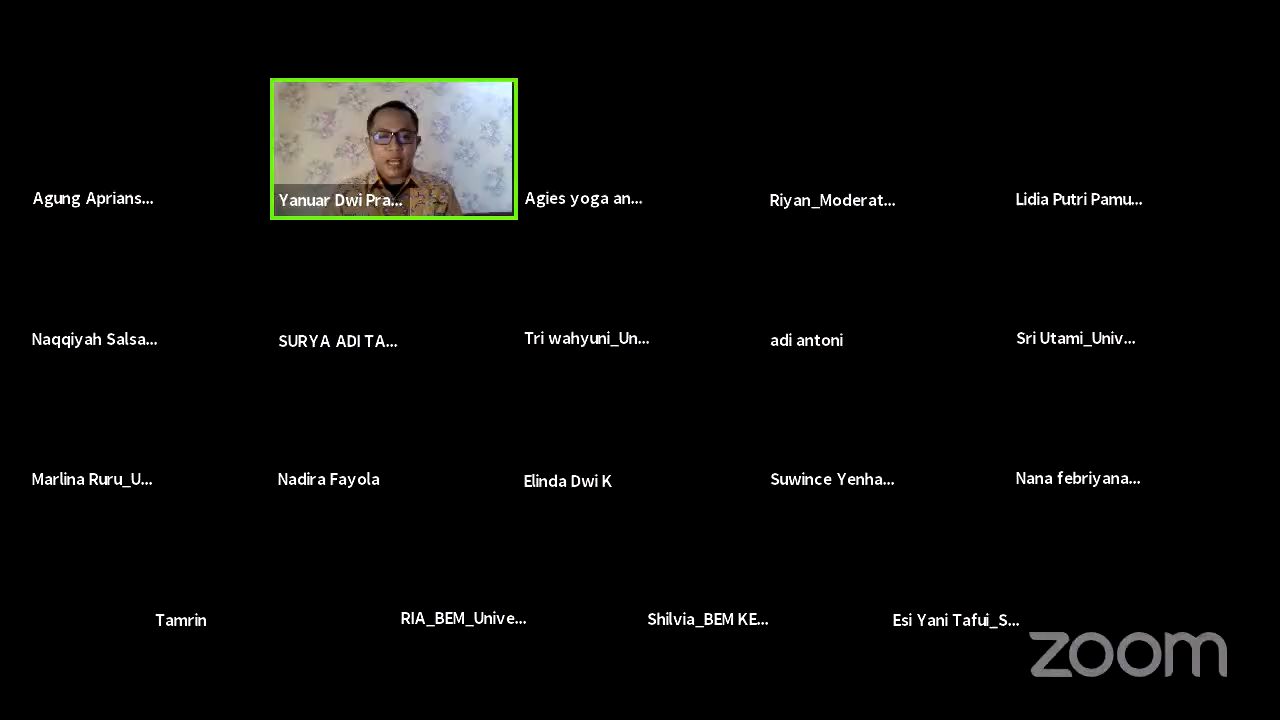 Agung Aprians...
Yanuar Dwi Pra...
Agies yoga an...
Riyan_Moderat...
Lidia Putri Pamu...
Naqqiyah Salsa...
SURYA ADI TA...
Tri wahyuni_Un...
adi antoni
Sri Utami_Univ...
Marlina Ruru_U...
Nadira Fayola
Elinda Dwi K
Suwince Yenha...
Nana febriyana...
Tamrin
RIA_BEM_Unive...
Shilvia_BEM KE...
Esi Yani Tafui_S...
zoom